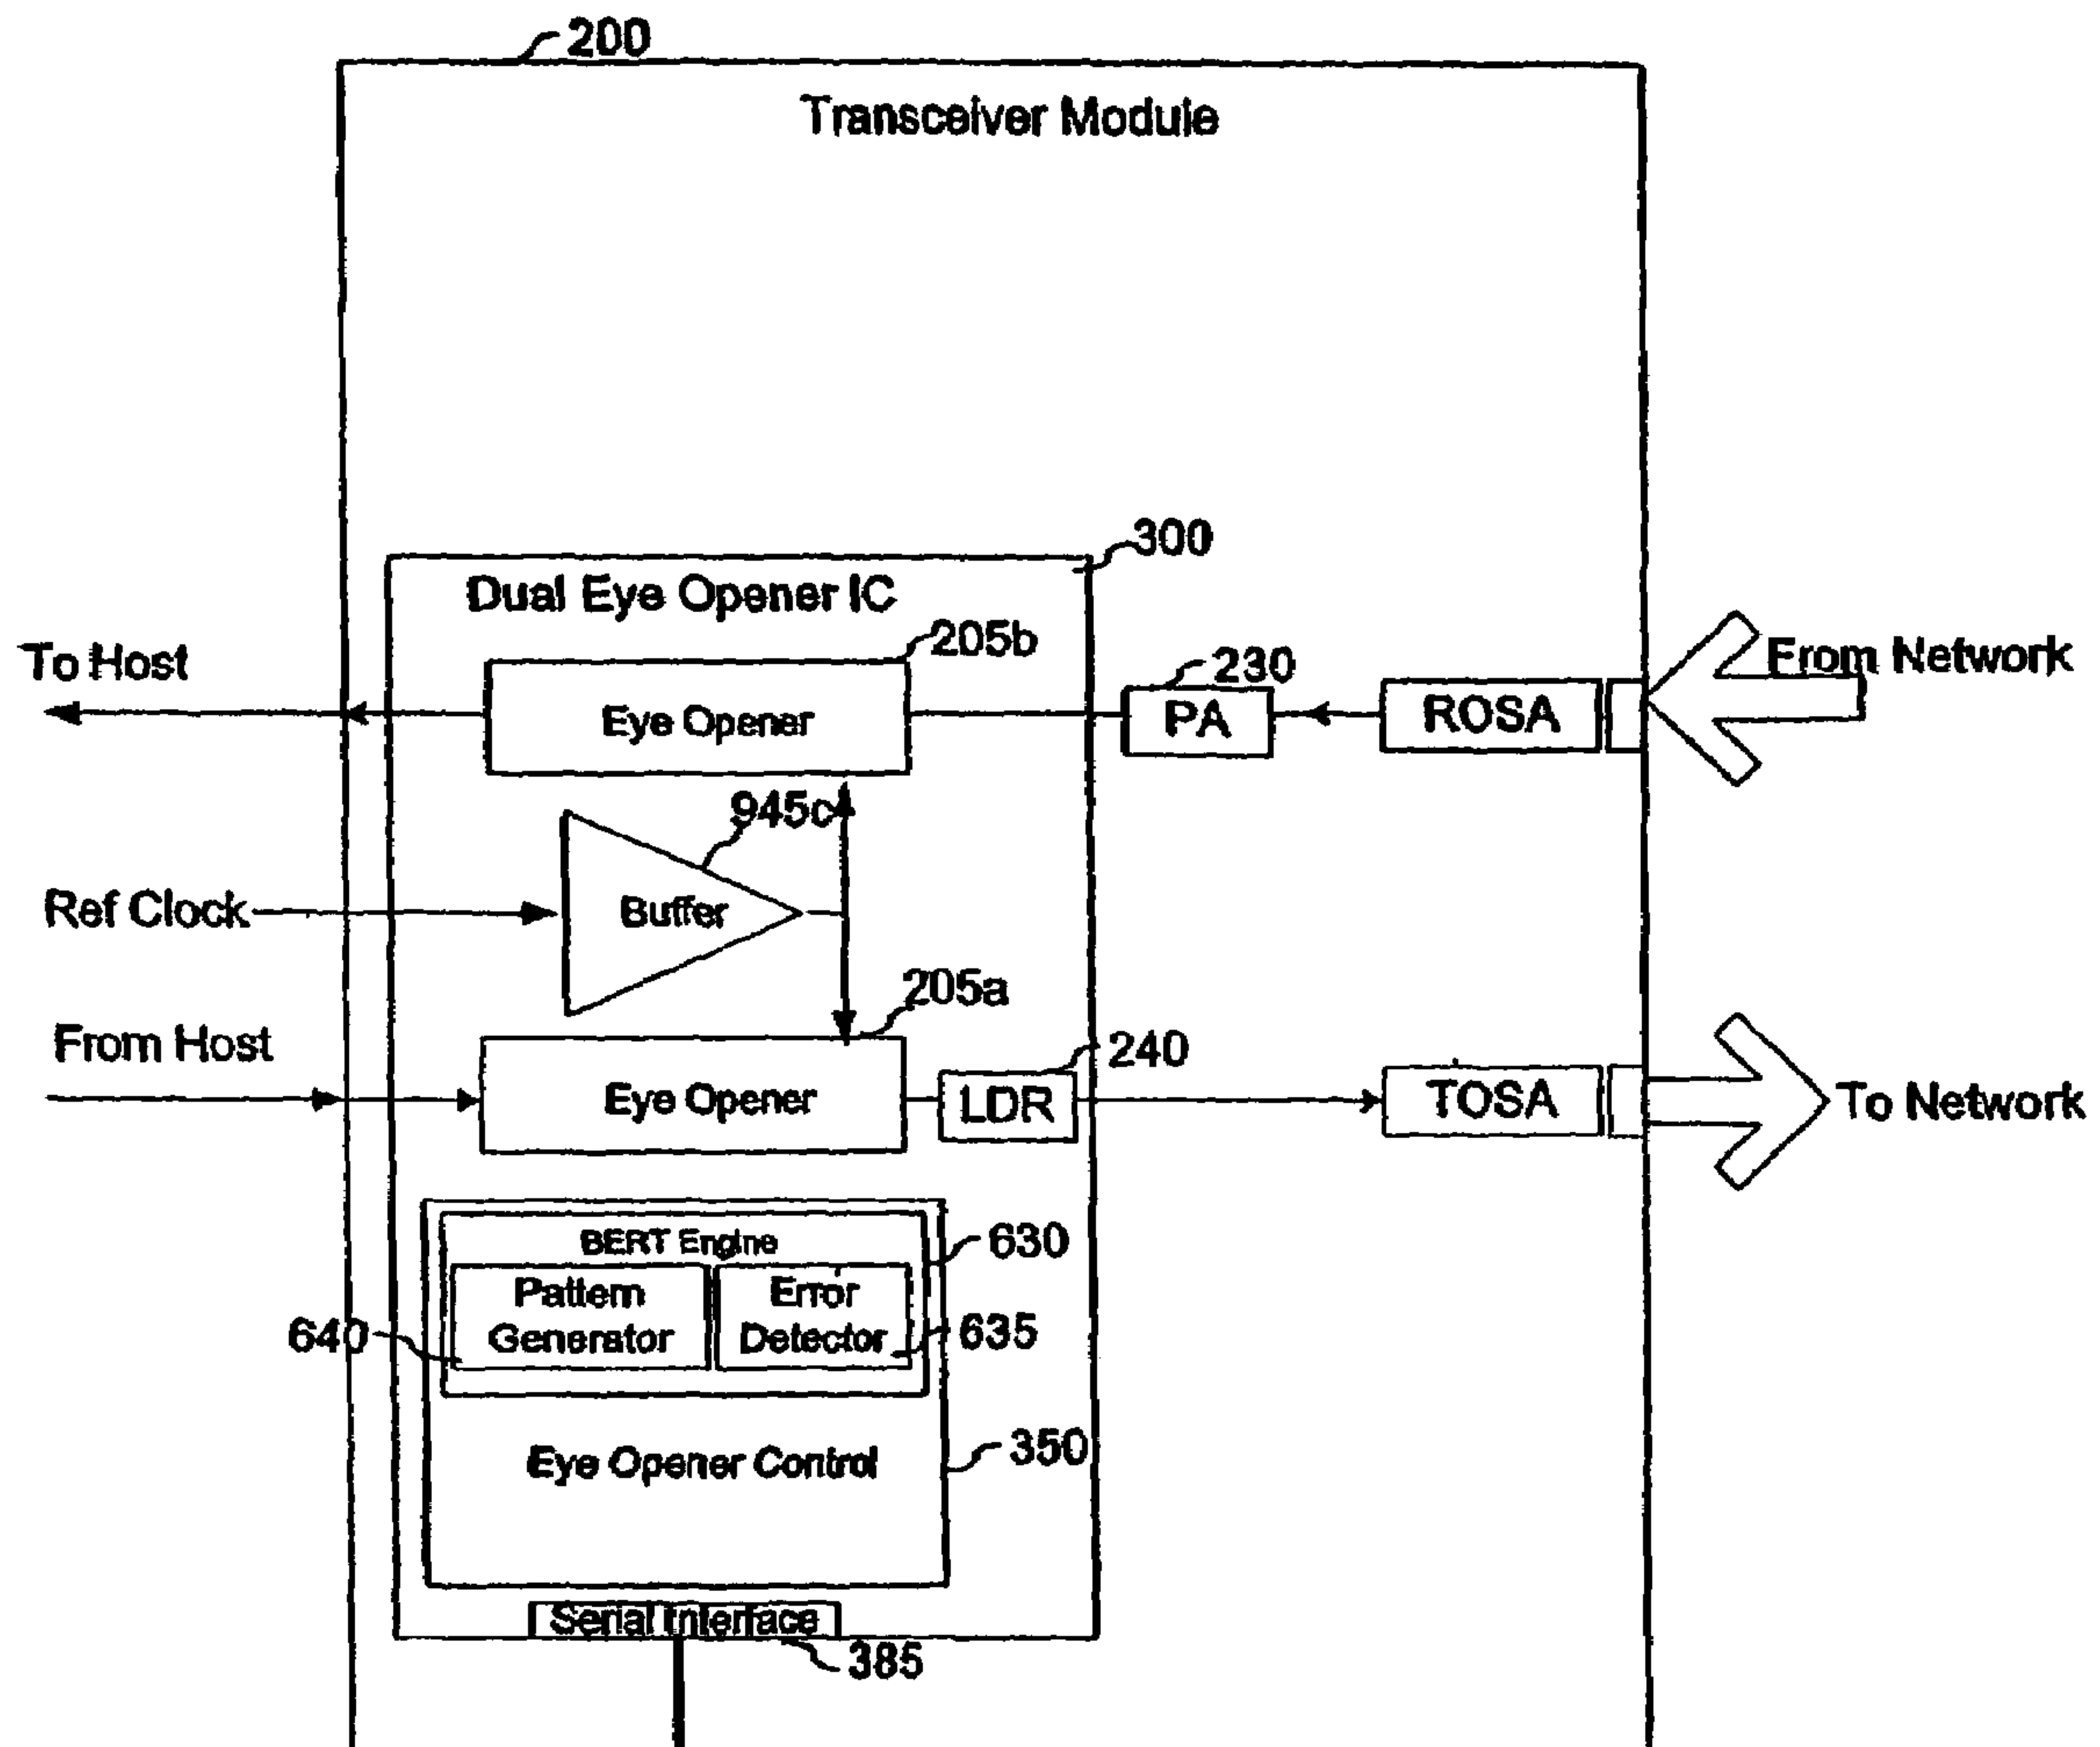 200
Transceiver Module
300
Dual Eye Opener IC
205b
To Host
Eye Opener
230
PA
ROSA
From Network
945c
Ref Clock
Buffer
205a
From Host
Eye Opener
240
LDR
TOSA
To Network
BERT Engine
630
Pattern
Generator
Error
Detector
640
635
Eye Opener Control
350
Serial Interface
385